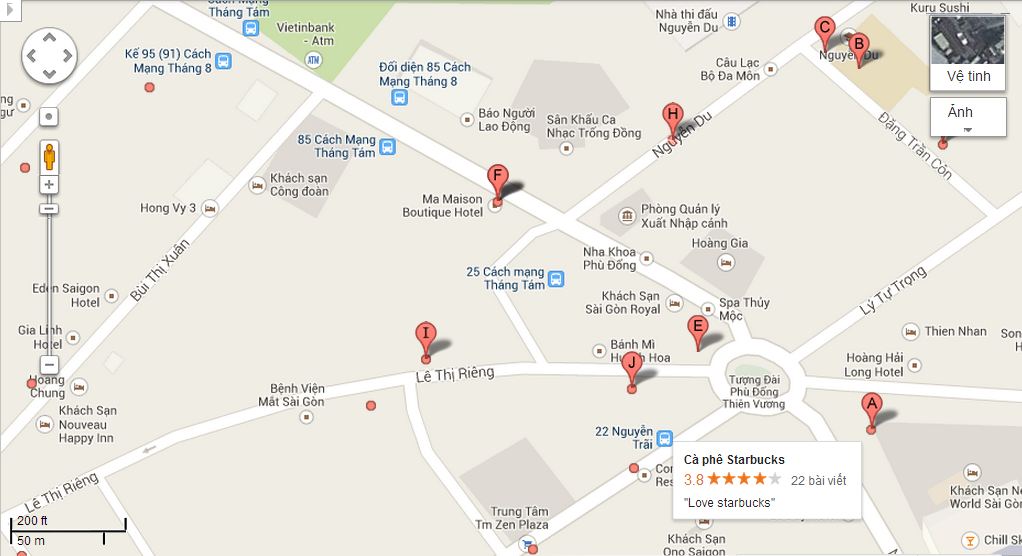 Cách Mạng
Tháng Tám
Vietinbank
- Atm
Nhà thi đấu
Nguyễn Du
Kuru Sushi
C
B
Nguyễn Du
Vệ tinh
Ảnh
Kế 95 (91) Cách
Mạng Tháng 8
Đối diện 85 Cách
Mạng Tháng 8
Câu Lạc
Bộ Đa Môn
Báo Người
Lao Động
Sân Khấu Ca
Nhạc Trống Đồng
H
Nguyễn Du
Đặng Trần Côn
85 Cách Mạng
Tháng Tám
Khách sạn
Công đoàn
F
Ma Maison
Boutique Hotel
Hong Vy 3
Phòng Quản lý
Xuất Nhập cảnh
Hoàng Gia
Nha Khoa
Phù Đổng
Bùi Thị Xuân
25 Cách mạng
Tháng Tám
Lý Tự Trọng
Eden Saigon
Hotel
Khách Sạn
Sài Gòn Royal
Spa Thủy
Mộc
Gia Linh
Hotel
I
E
Thien Nhan
Son
Bánh Mì
Huỳnh Hoa
J
Hoàng Hải
Long Hotel
Lê Thị Riêng
Hoàng
Chung
Tượng Đài
Phù Đổng
Thiên Vương
Bệnh Viện
Mắt Sài Gòn
A
Khách Sạn
Nouveau
Happy Inn
22 Nguyễn
Trãi
Cà phê Starbucks
3.8 22 bài viết
"Love starbucks"
Khách Sạn Ne
World Sài Gòn
Lê Thị Riêng
200 ft
50 m
Trung Tâm
Tm Zen Plaza
Khách Sạn
Chill Sk